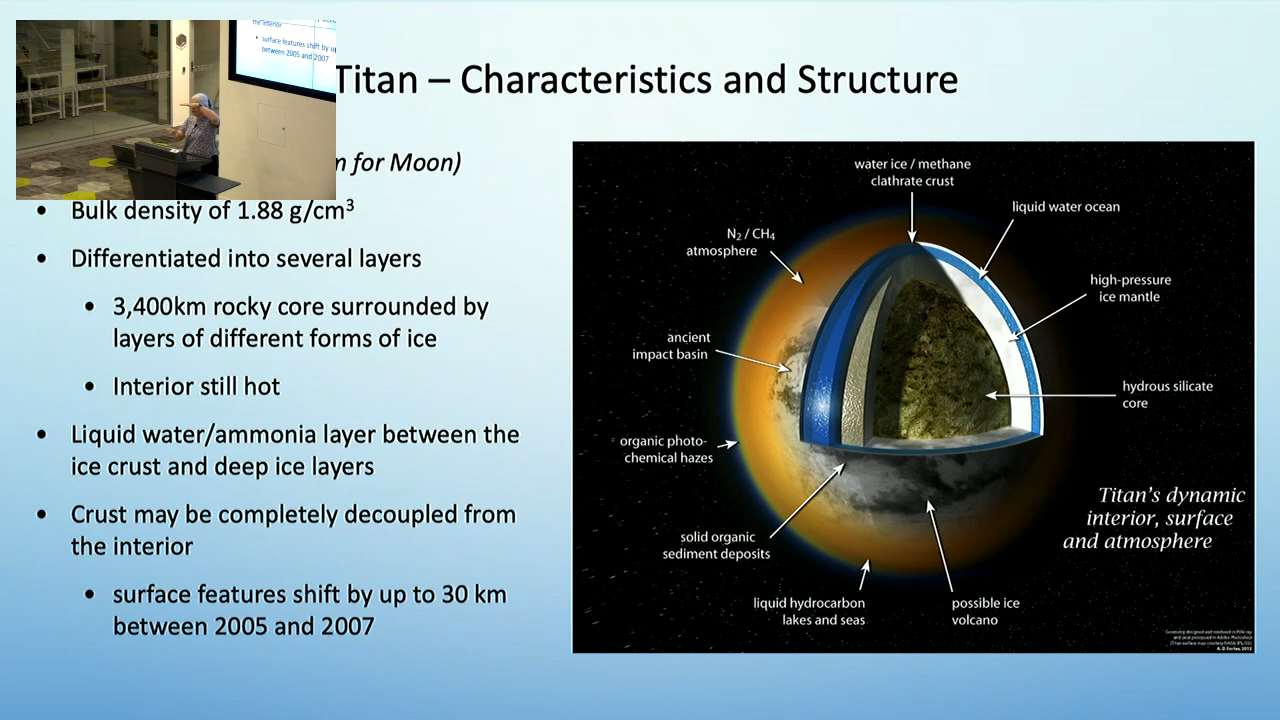 the interior
• surface features shift by up
between 2005 and 2007
Titan – Characteristics and Structure
m for Moon)
• Bulk density of 1.88 g/cm³
• Differentiated into several layers
• 3,400km rocky core surrounded by
layers of different forms of ice
• Interior still hot
• Liquid water/ammonia layer between the
ice crust and deep ice layers
• Crust may be completely decoupled from
the interior
• surface features shift by up to 30 km
between 2005 and 2007
water ice / methane
clathrate crust
liquid water ocean
N₂ / CH₄
atmosphere
high-pressure
ice mantle
ancient
impact basin
hydrous silicate
core
organic photo-
chemical hazes
Titan's dynamic
interior, surface
and atmosphere
solid organic
sediment deposits
liquid hydrocarbon
lakes and seas
possible ice
volcano
A. D. Fortes, 2012